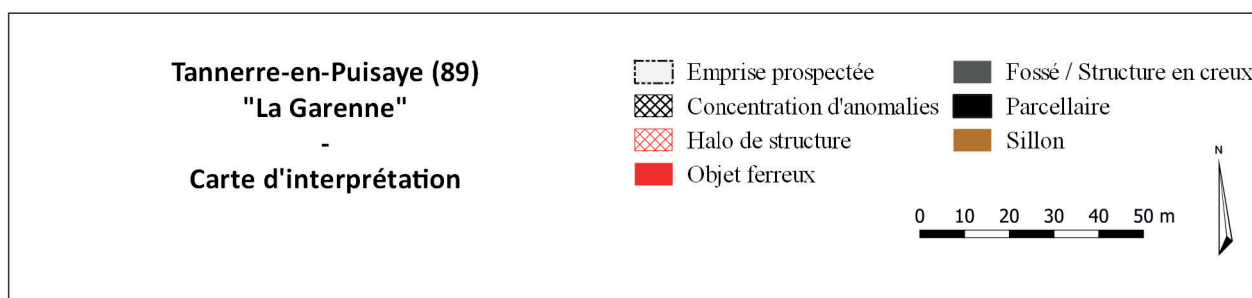 Tannerre-en-Puisaye (89)
"La Garenne"
-
Carte d'interprétation
Emprise prospectée
Concentration d'anomalies
Halo de structure
Objet ferreux
Fossé / Structure en creux
Parcellaire
Sillon
0 10 20 30 40 50 m
N